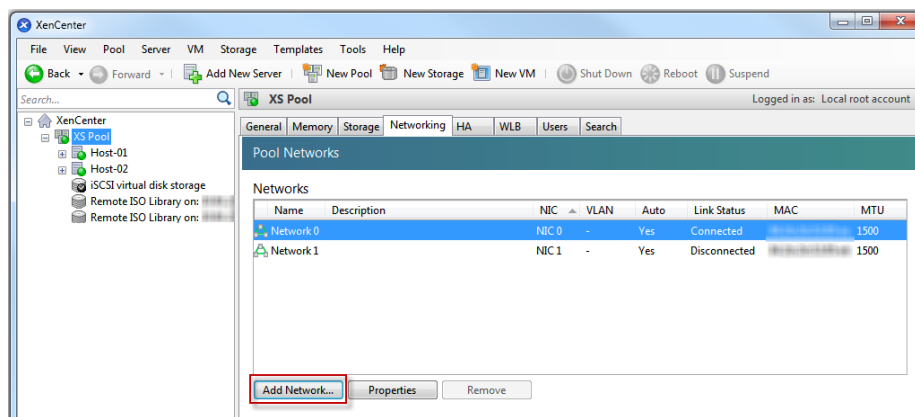 XenCenter
File View Pool Server VM Storage Templates Tools Help
Back Forward Add New Server New Pool New Storage New VM Shut Down Reboot Suspend
Search... XS Pool Logged in as: Local root account
XenCenter
XS Pool
Host-01
Host-02
iSCSI virtual disk storage
Remote ISO Library on:
Remote ISO Library on:
General Memory Storage Networking HA WLB Users Search
Pool Networks
Networks
Name Description NIC VLAN Auto Link Status MAC MTU
Network 0 NIC 0 - Yes Connected 1500
Network 1 NIC 1 - Yes Disconnected 1500
Add Network... Properties Remove